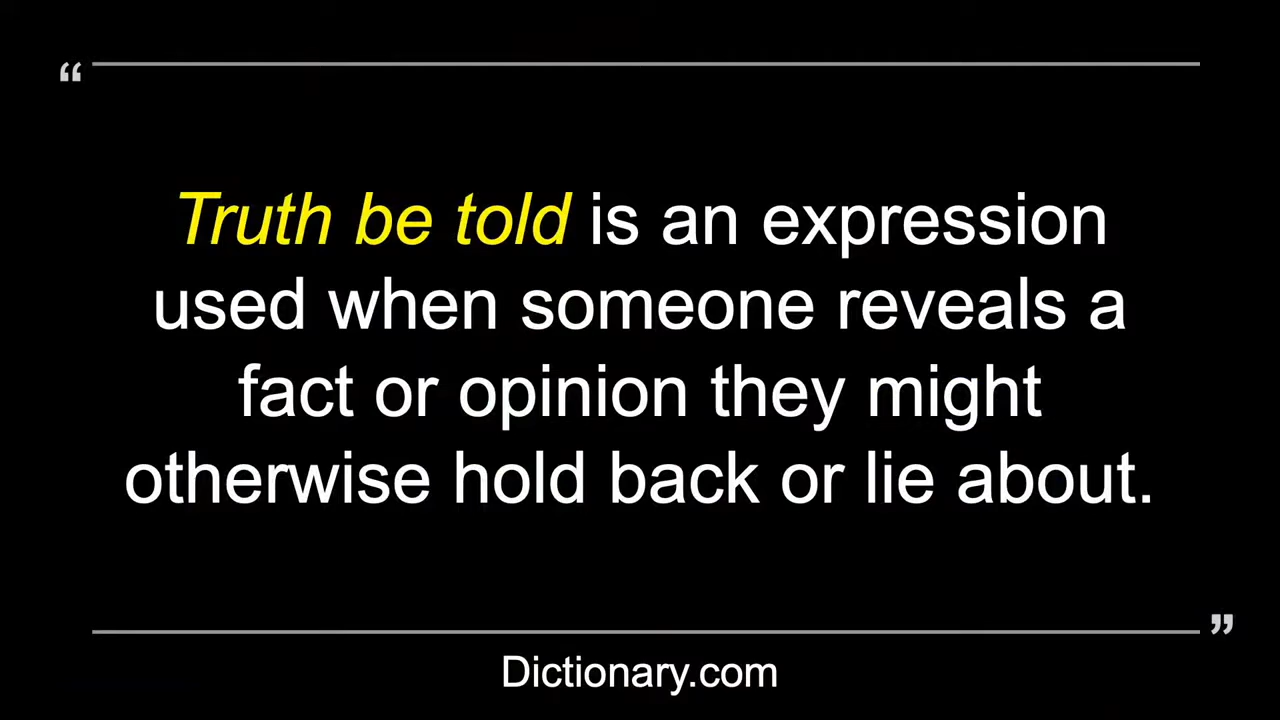 “
Truth be told is an expression
used when someone reveals a
fact or opinion they might
otherwise hold back or lie about.
”
Dictionary.com